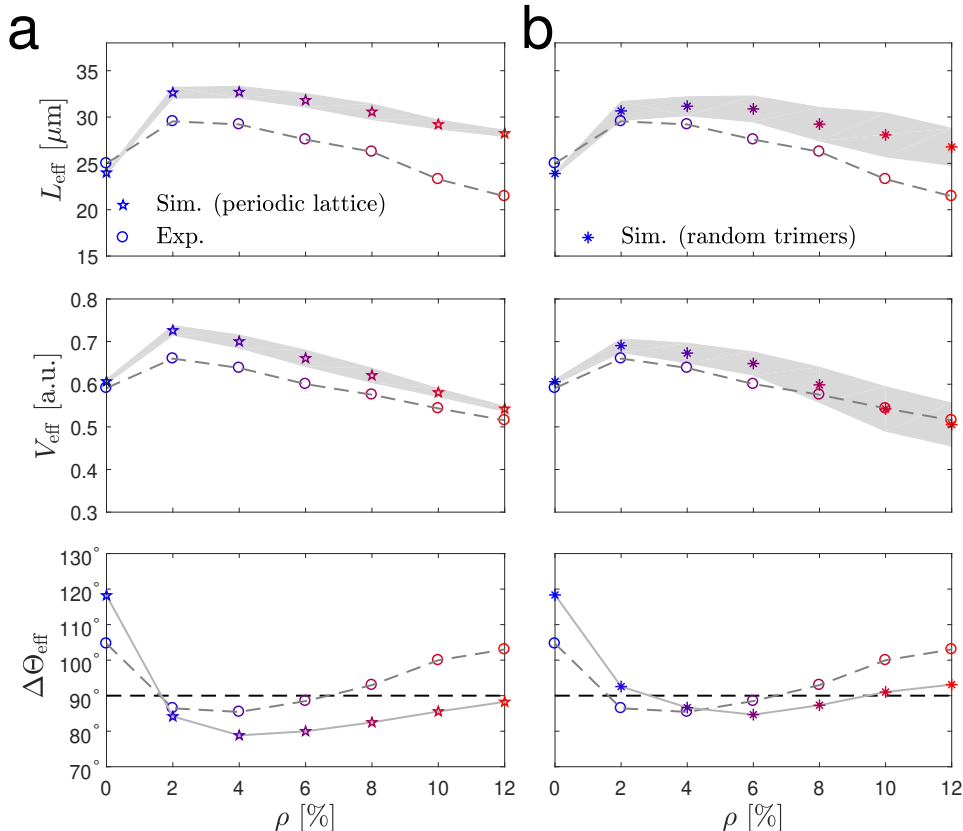 a
b
35
30
25
20
15
L_eff [μm]
Sim. (periodic lattice)
Exp.
Sim. (random trimers)
0.8
0.7
0.6
0.5
0.4
0.3
V_eff [a.u.]
130°
120°
110°
100°
90°
80°
70°
ΔΘ_eff
0 2 4 6 8 10 12
ρ [%]
0 2 4 6 8 10 12
ρ [%]